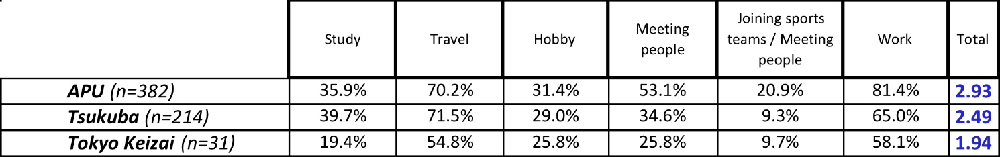 Study Travel Hobby Meeting people Joining sports teams / Meeting people Work Total
APU (n=382) 35.9% 70.2% 31.4% 53.1% 20.9% 81.4% 2.93
Tsukuba (n=214) 39.7% 71.5% 29.0% 34.6% 9.3% 65.0% 2.49
Tokyo Keizai (n=31) 19.4% 54.8% 25.8% 25.8% 9.7% 58.1% 1.94